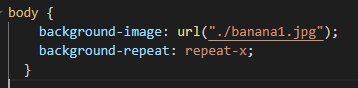 body {
background-image: url("./banana1.jpg");
background-repeat: repeat-x;
}